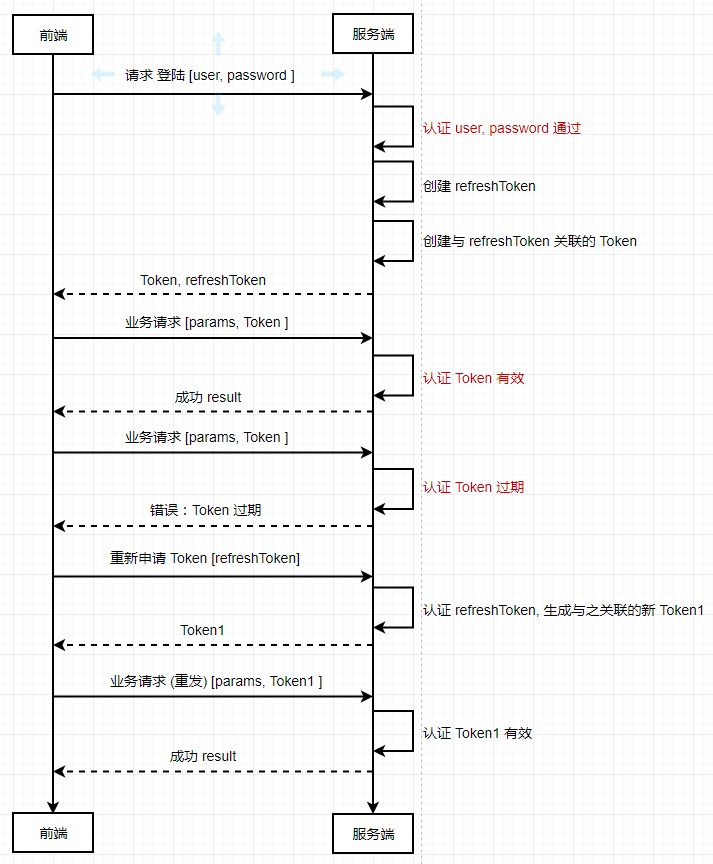 前端
服务端
请求 登陆 [user, password ]
认证 user, password 通过
创建 refreshToken
创建与 refreshToken 关联的 Token
Token, refreshToken
业务请求 [params, Token ]
认证 Token 有效
成功 result
业务请求 [params, Token ]
认证 Token 过期
错误：Token 过期
重新申请 Token [refreshToken]
认证 refreshToken, 生成与之关联的新 Token1
Token1
业务请求 (重发) [params, Token1 ]
认证 Token1 有效
成功 result
前端
服务端